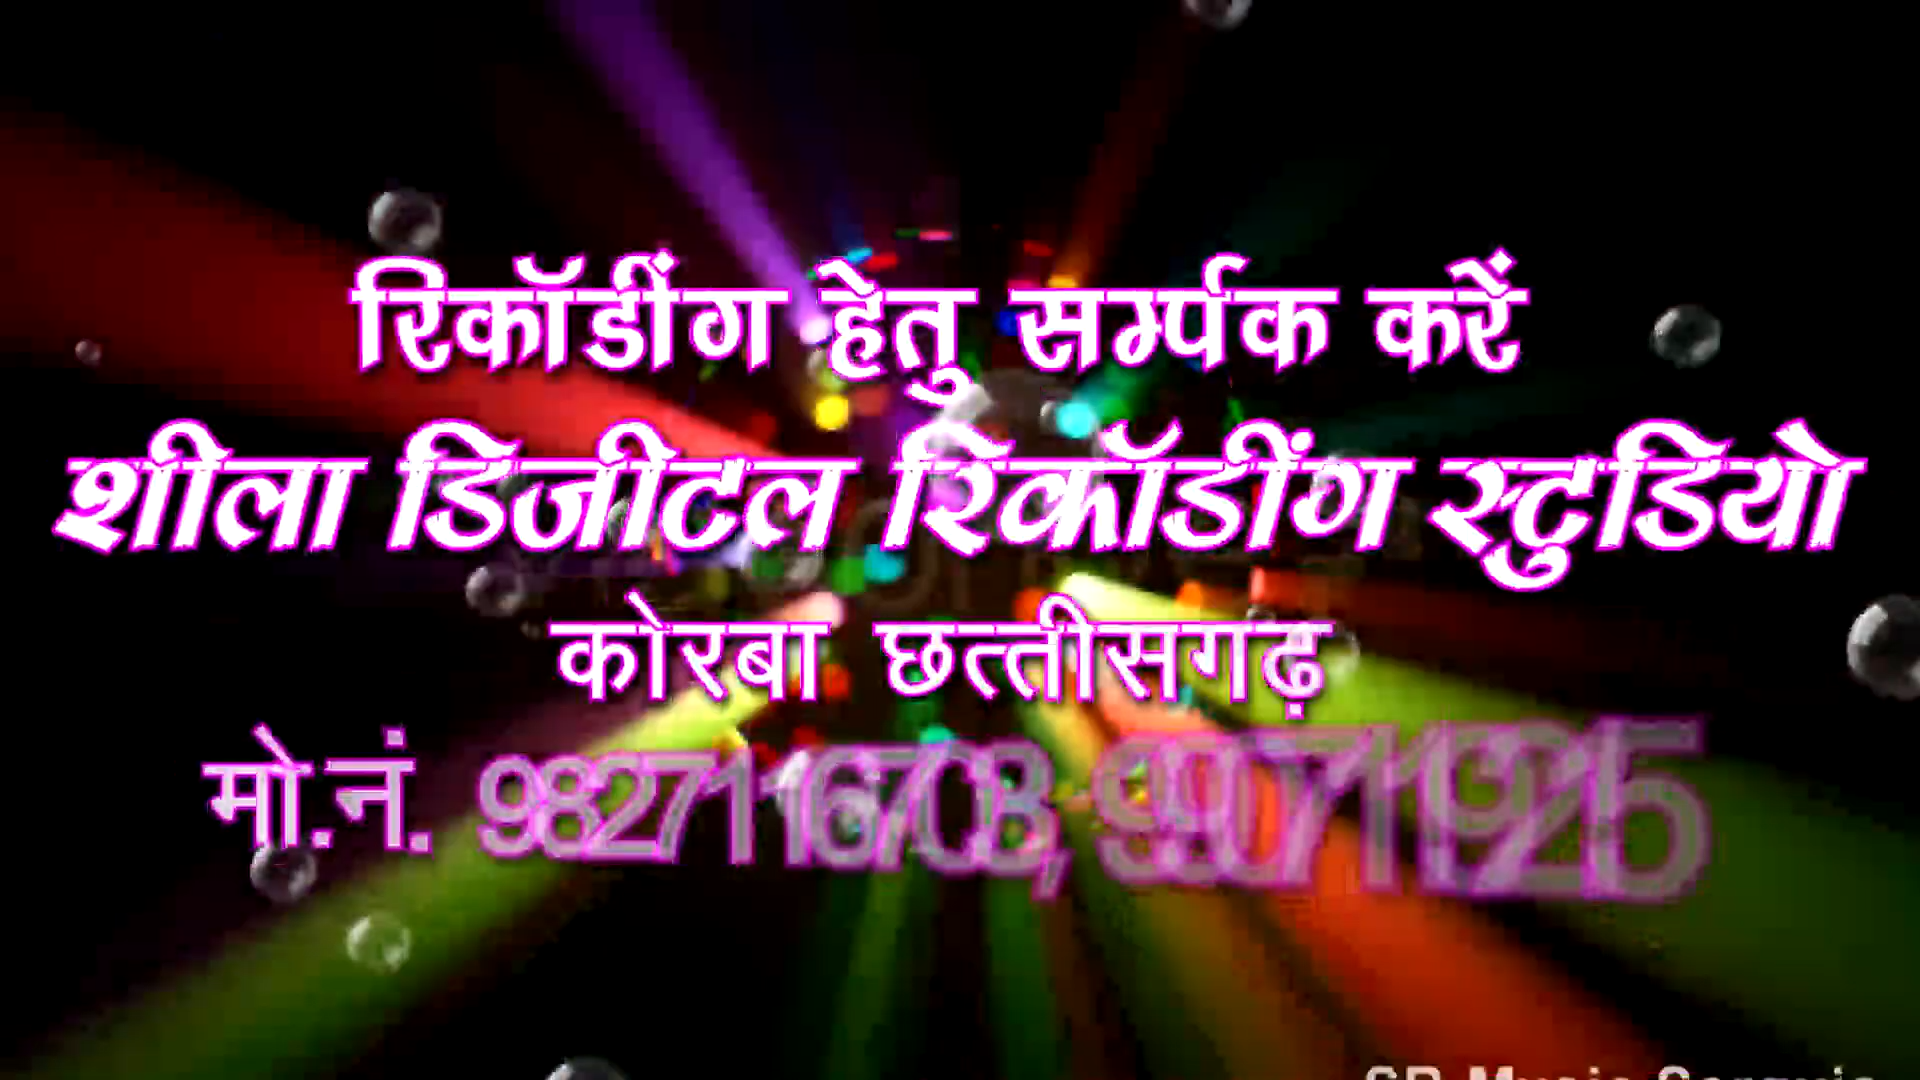 रिकॉर्डींग हेतु सर्म्पक करें
शीला डिजीटल रिकॉर्डींग स्टुडियो
कोरबा छत्तीसगढ़
मो.नं.